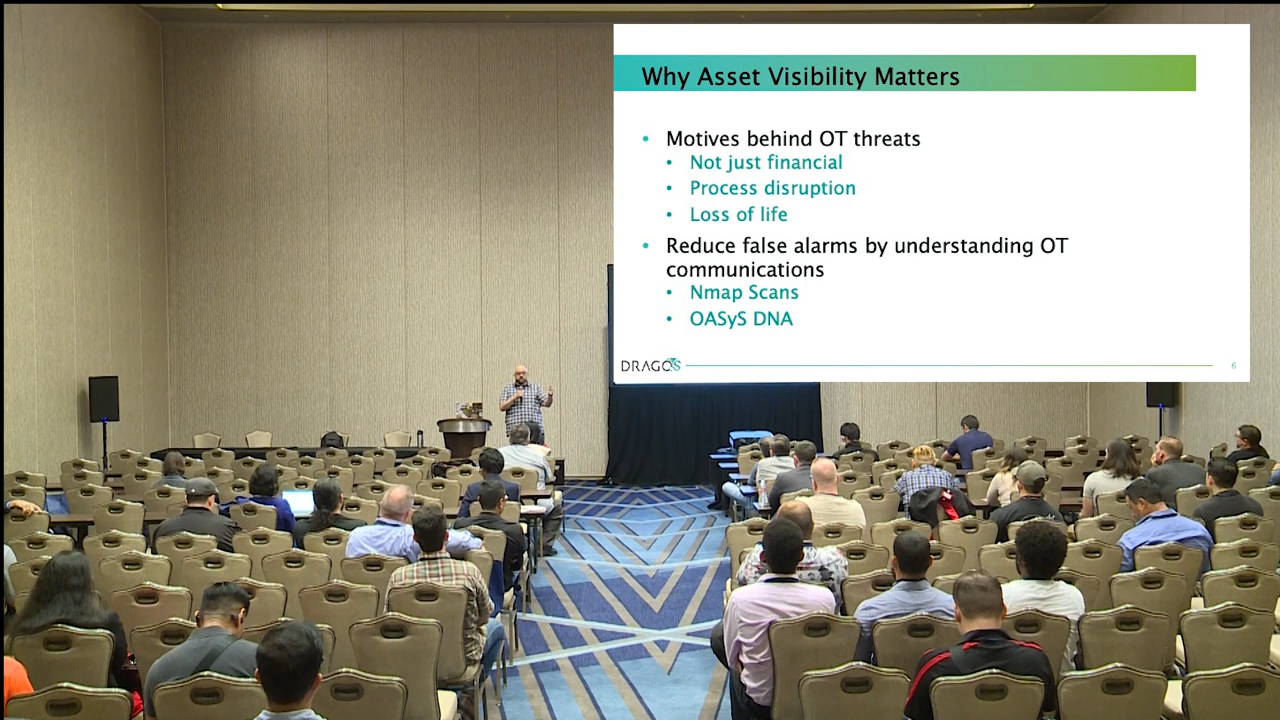 Why Asset Visibility Matters
• Motives behind OT threats
• Not just financial
• Process disruption
• Loss of life
• Reduce false alarms by understanding OT
communications
• Nmap Scans
• OASyS DNA
DRAGOS
6